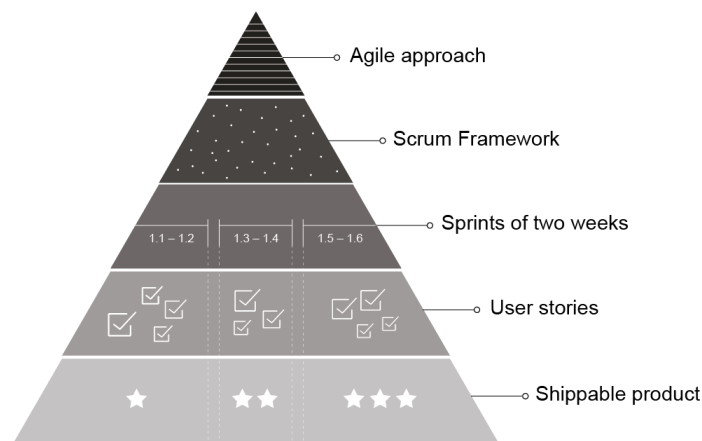 Agile approach
Scrum Framework
Sprints of two weeks
1.1 – 1.2
1.3 – 1.4
1.5 – 1.6
User stories
Shippable product